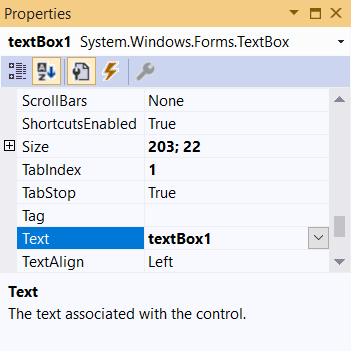 Properties
textBox1 System.Windows.Forms.TextBox
ScrollBars None
ShortcutsEnabled True
Size 203; 22
TabIndex 1
TabStop True
Tag
Text textBox1
TextAlign Left
Text
The text associated with the control.